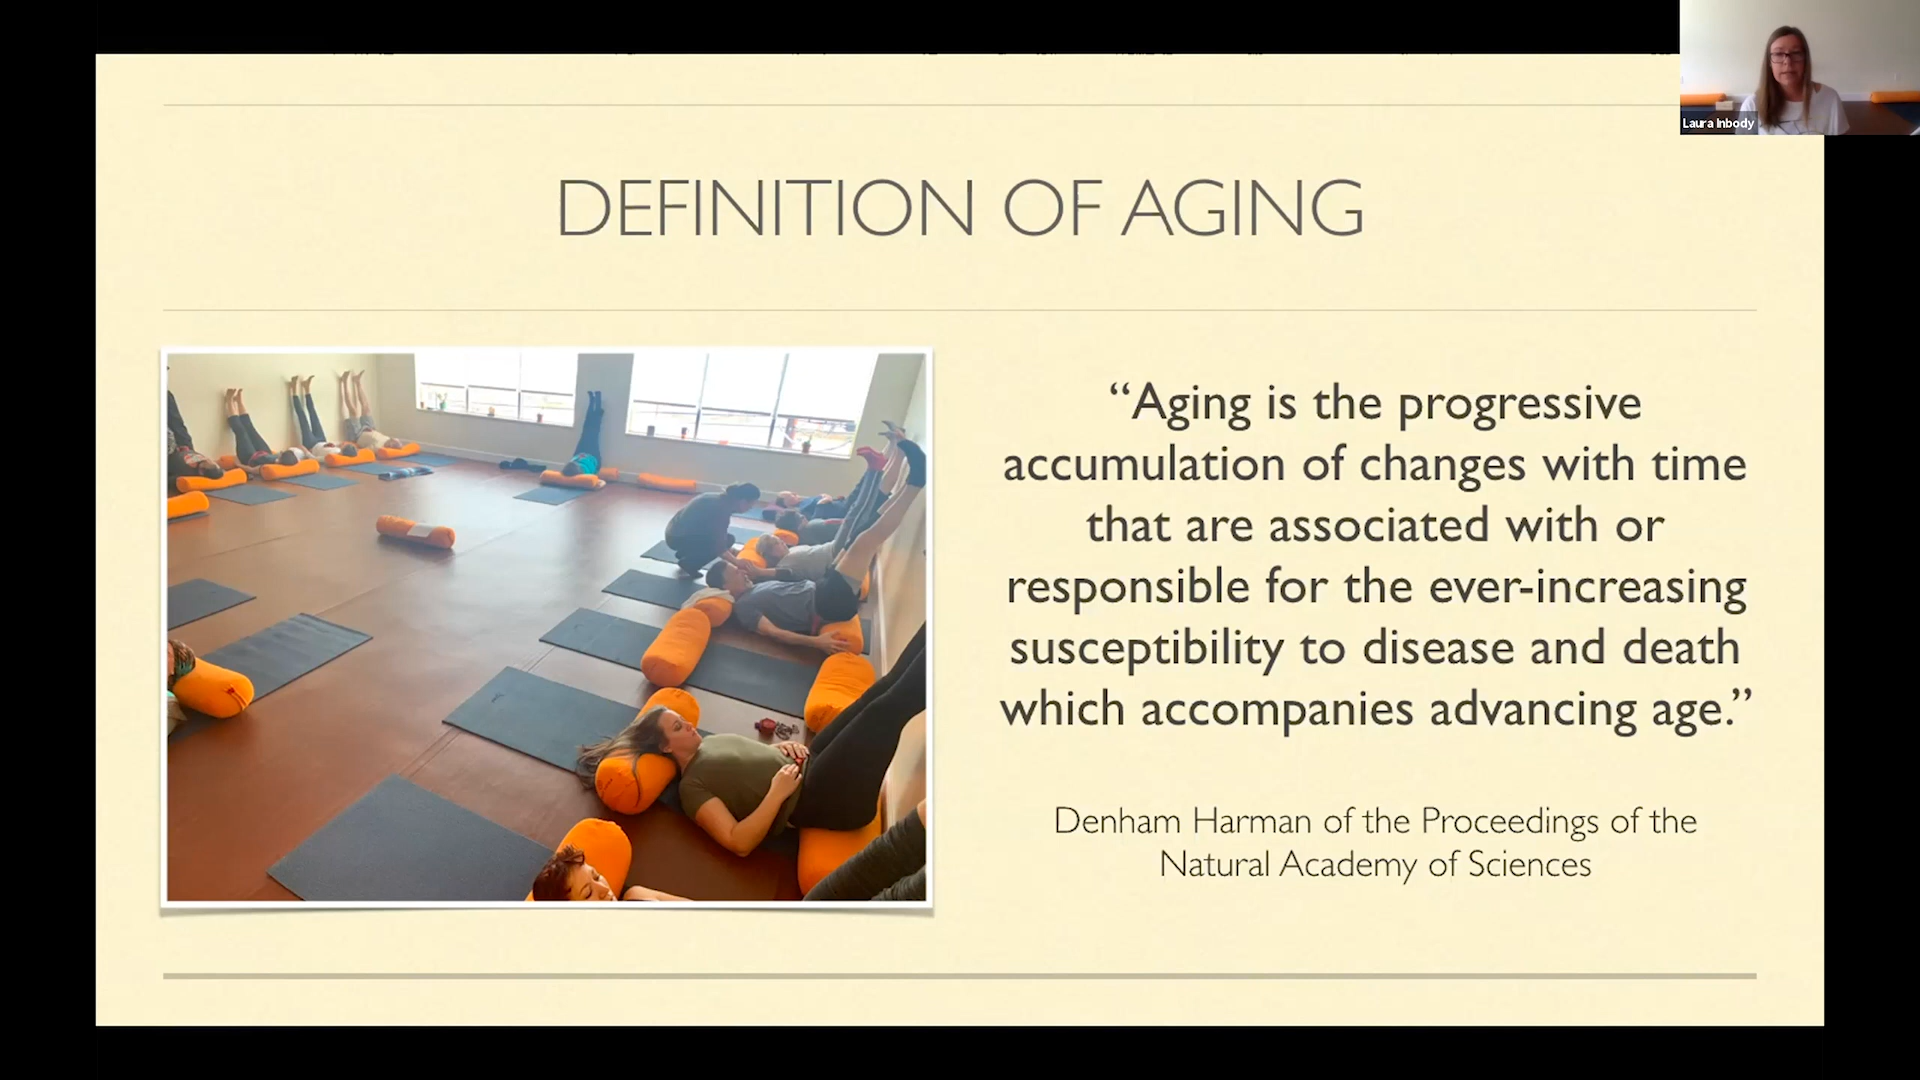 Laura Inbody
DEFINITION OF AGING
“Aging is the progressive
accumulation of changes with time
that are associated with or
responsible for the ever-increasing
susceptibility to disease and death
which accompanies advancing age.”
Denham Harman of the Proceedings of the
Natural Academy of Sciences